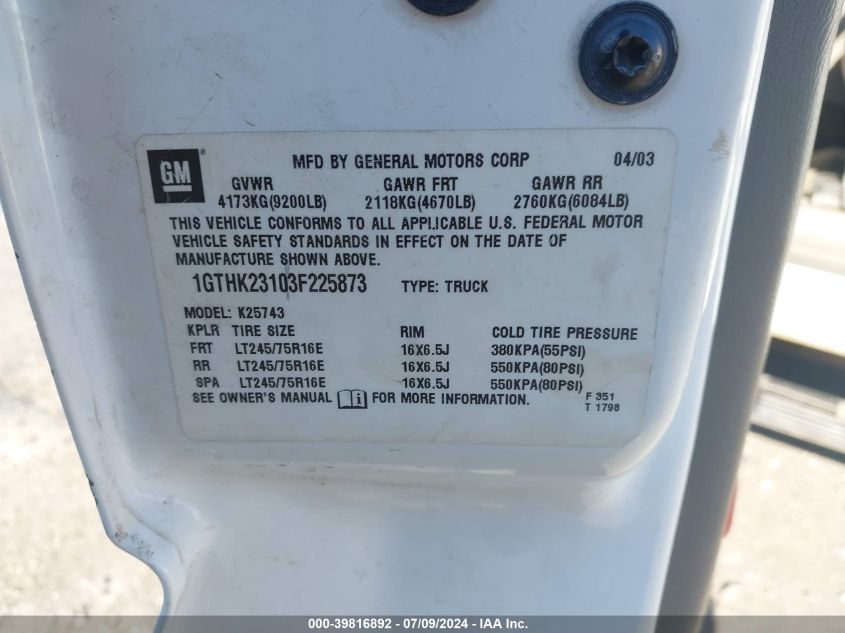 GM MFD BY GENERAL MOTORS CORP 04/03
GVWR GAWR FRT GAWR RR
4173KG(9200LB) 2118KG(4670LB) 2760KG(6084LB)
THIS VEHICLE CONFORMS TO ALL APPLICABLE U.S. FEDERAL MOTOR
VEHICLE SAFETY STANDARDS IN EFFECT ON THE DATE OF
MANUFACTURE SHOWN ABOVE.
1GTHK23103F225873 TYPE: TRUCK
MODEL: K25743
KPLR TIRE SIZE RIM COLD TIRE PRESSURE
FRT LT245/75R16E 16X6.5J 380KPA(55PSI)
RR LT245/75R16E 16X6.5J 550KPA(80PSI)
SPA LT245/75R16E 16X6.5J 550KPA(80PSI)
SEE OWNER'S MANUAL i FOR MORE INFORMATION. F 351
T 1798
000-39816892 - 07/09/2024 - IAA Inc.